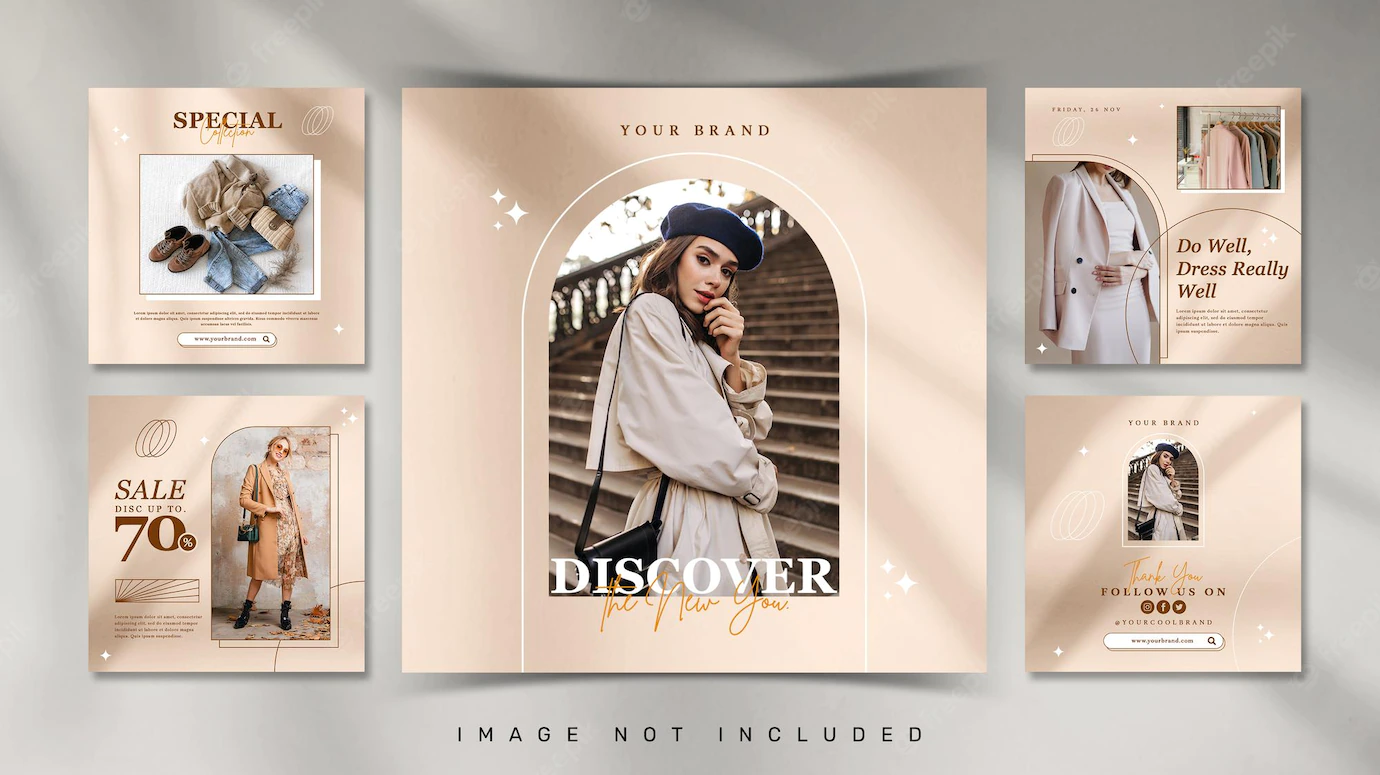 SPECIAL
Collection
Lorem ipsum dolor sit amet, consectetur adipiscing elit, sed do eiusmod tempor incididunt ut labore
et dolore magna aliqua. Quis ipsum suspendisse ultrices gravida. Risus commodo viverra maecenas
accumsan lacus vel facilisis.
www.yourbrand.com
SALE
DISC UP TO.
70%
Lorem ipsum dolor sit amet, consectetur
adipiscing elit, sed do eiusmod tempor
incididunt ut labore et dolore magna
aliqua. Quis ipsum suspendisse.
YOUR BRAND
DISCOVER
the New You.
FRIDAY, 26 NOV
Do Well,
Dress Really
Well
Lorem ipsum dolor sit amet, consectetur
adipiscing elit, sed do eiusmod tempor
incididunt ut labore et dolore magna aliqua. Quis
ipsum suspendisse.
YOUR BRAND
Thank You
FOLLOW US ON
@YOURCOOLBRAND
www.yourbrand.com
IMAGE NOT INCLUDED
freepik